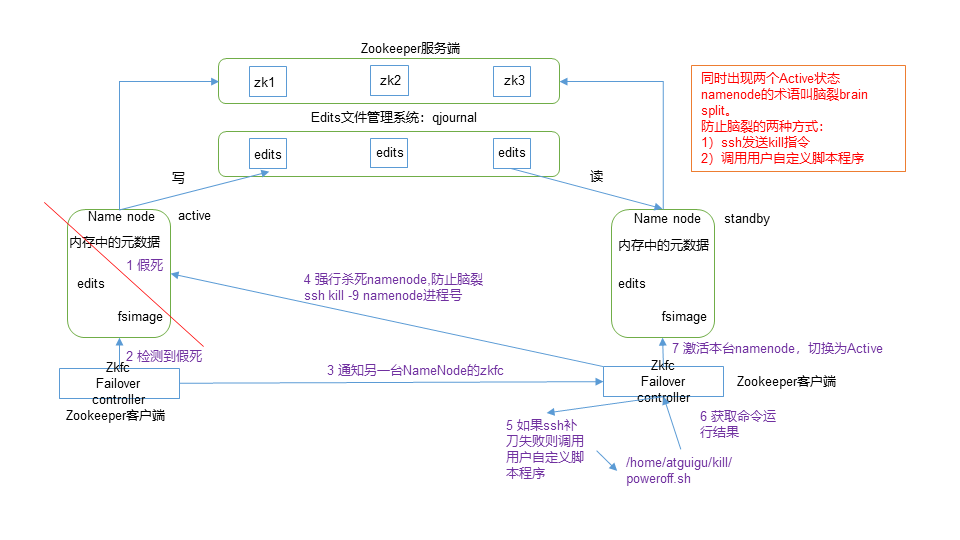 Zookeeper服务端
zk1
zk2
zk3
同时出现两个Active状态
namenode的术语叫脑裂brain
split。
防止脑裂的两种方式：
1）ssh发送kill指令
2）调用用户自定义脚本程序
Edits文件管理系统：qjournal
edits
edits
edits
写
读
Name node
active
内存中的元数据
1 假死
edits
fsimage
Name node
standby
内存中的元数据
edits
fsimage
4 强行杀死namenode,防止脑裂
ssh kill -9 namenode进程号
2 检测到假死
Zkfc
Failover
controller
Zookeeper客户端
3 通知另一台NameNode的zkfc
7 激活本台namenode，切换为Active
Zkfc
Failover
controller
Zookeeper客户端
5 如果ssh补
刀失败则调用
用户自定义脚
本程序
6 获取命令运
行结果
/home/atguigu/kill/
poweroff.sh